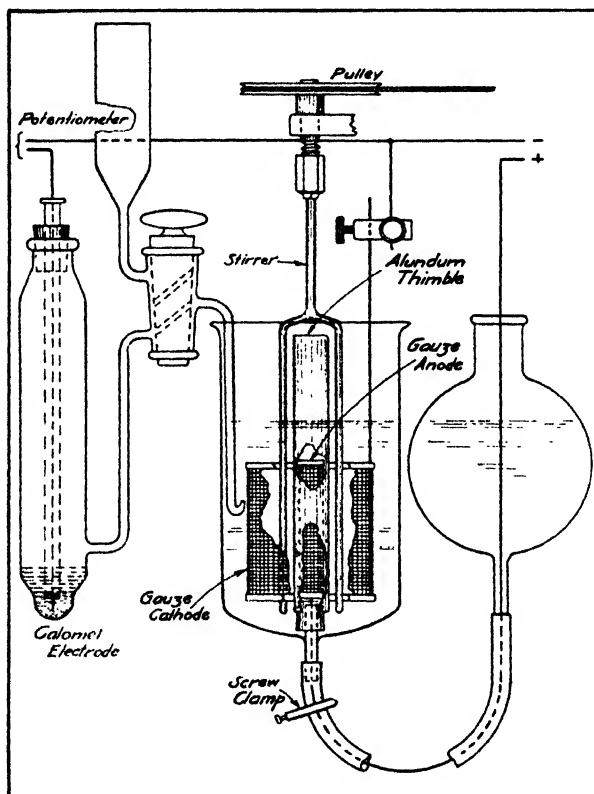 Pulley
Potentiometer
-
+
Stirrer
Alundum
Thimble
Gauze
Anode
Gauze
Cathode
Calomel
Electrode
Screw
Clamp